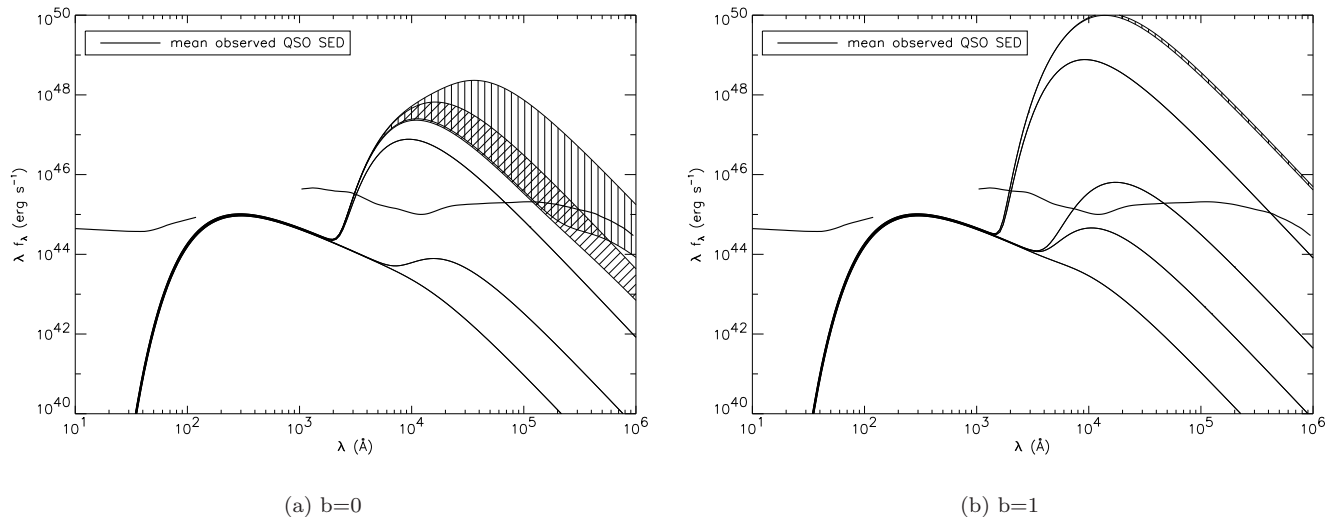 mean observed QSO SED
10^50
10^48
10^46
10^44
10^42
10^40
λ f_λ (erg s⁻¹)
10^1 10^2 10^3 10^4 10^5 10^6
λ (Å)
(a) b=0
mean observed QSO SED
10^50
10^48
10^46
10^44
10^42
10^40
λ f_λ (erg s⁻¹)
10^1 10^2 10^3 10^4 10^5 10^6
λ (Å)
(b) b=1